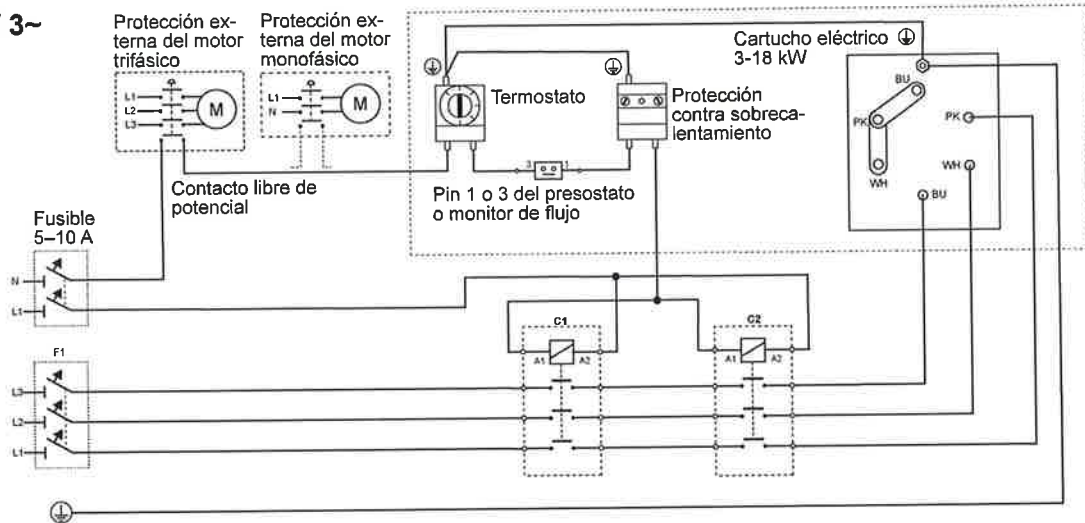 3~
Protección ex-
terna del motor
trifásico
Protección ex-
terna del motor
monofásico
Cartucho eléctrico
3-18 kW
L1
L2
L3
M
L1
N
M
Termostato
Protección
contra sobreca-
lentamiento
BU
PK
PK
WH
WH
BU
3
1
Contacto libre de
potencial
Pin 1 o 3 del presostato
o monitor de flujo
Fusible
5–10 A
N
L1
C1
C2
A1
A2
A1
A2
F1
L3
L2
L1